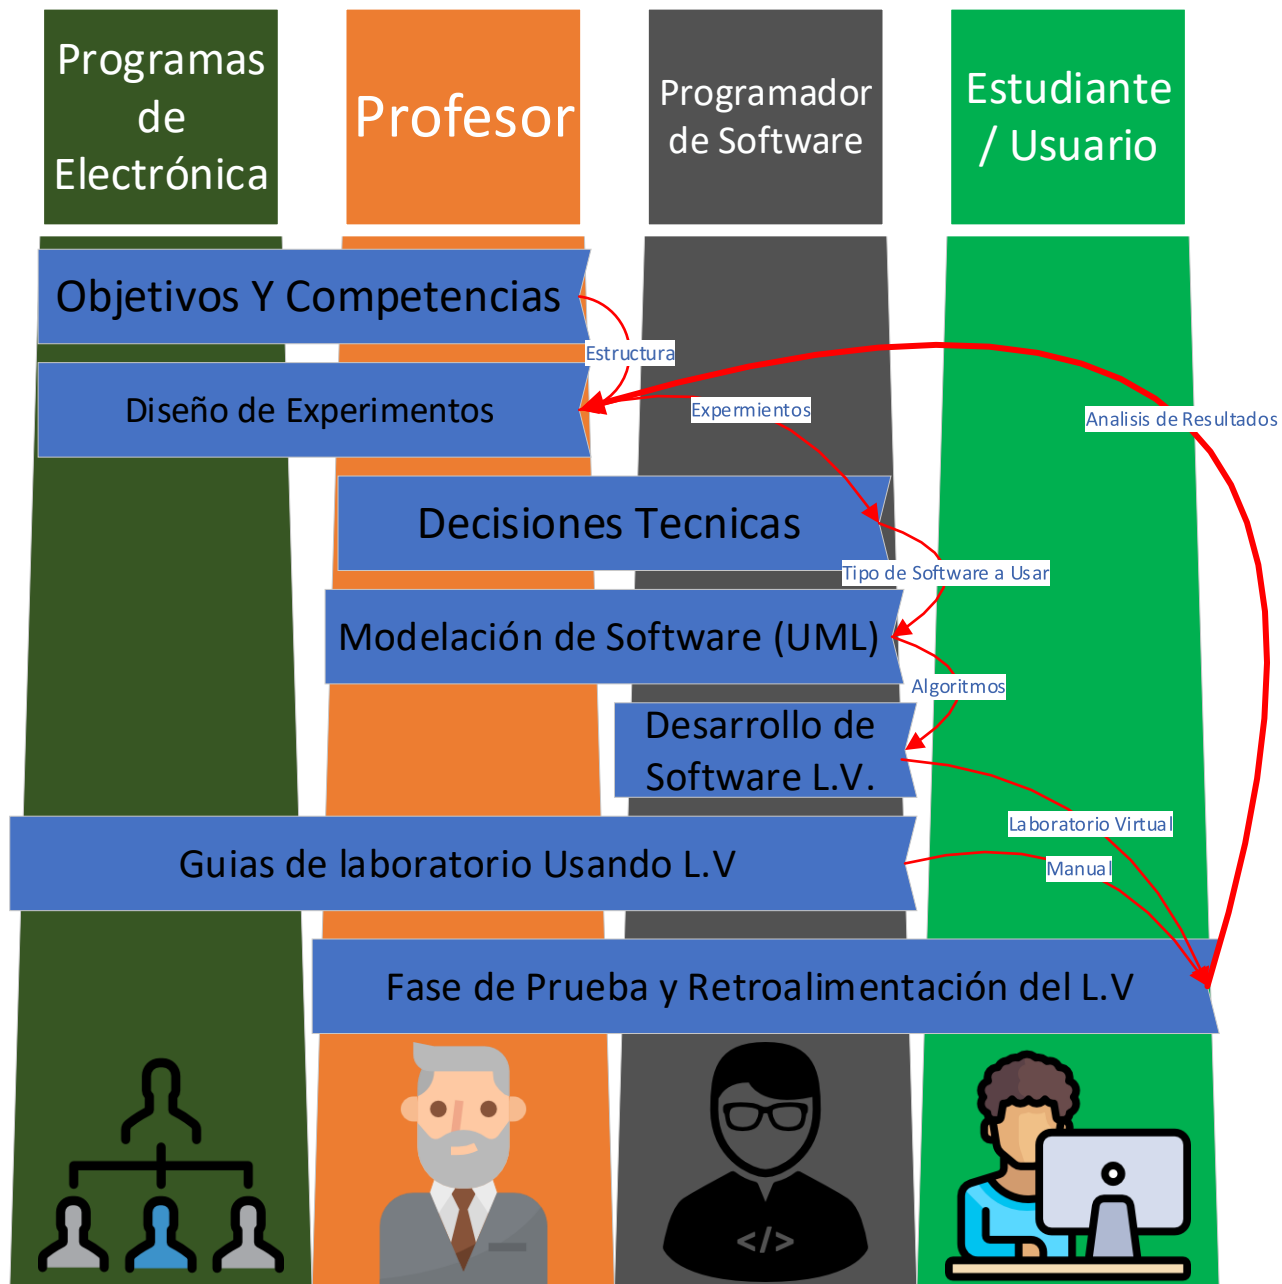 Programas
de
Electrónica
Profesor
Programador
de Software
Estudiante
/ Usuario
Objetivos Y Competencias
Estructura
Diseño de Experimentos
Expermientos
Analisis de Resultados
Decisiones Tecnicas
Tipo de Software a Usar
Modelación de Software (UML)
Algoritmos
Desarrollo de
Software L.V.
Laboratorio Virtual
Guias de laboratorio Usando L.V
Manual
Fase de Prueba y Retroalimentación del L.V
</>